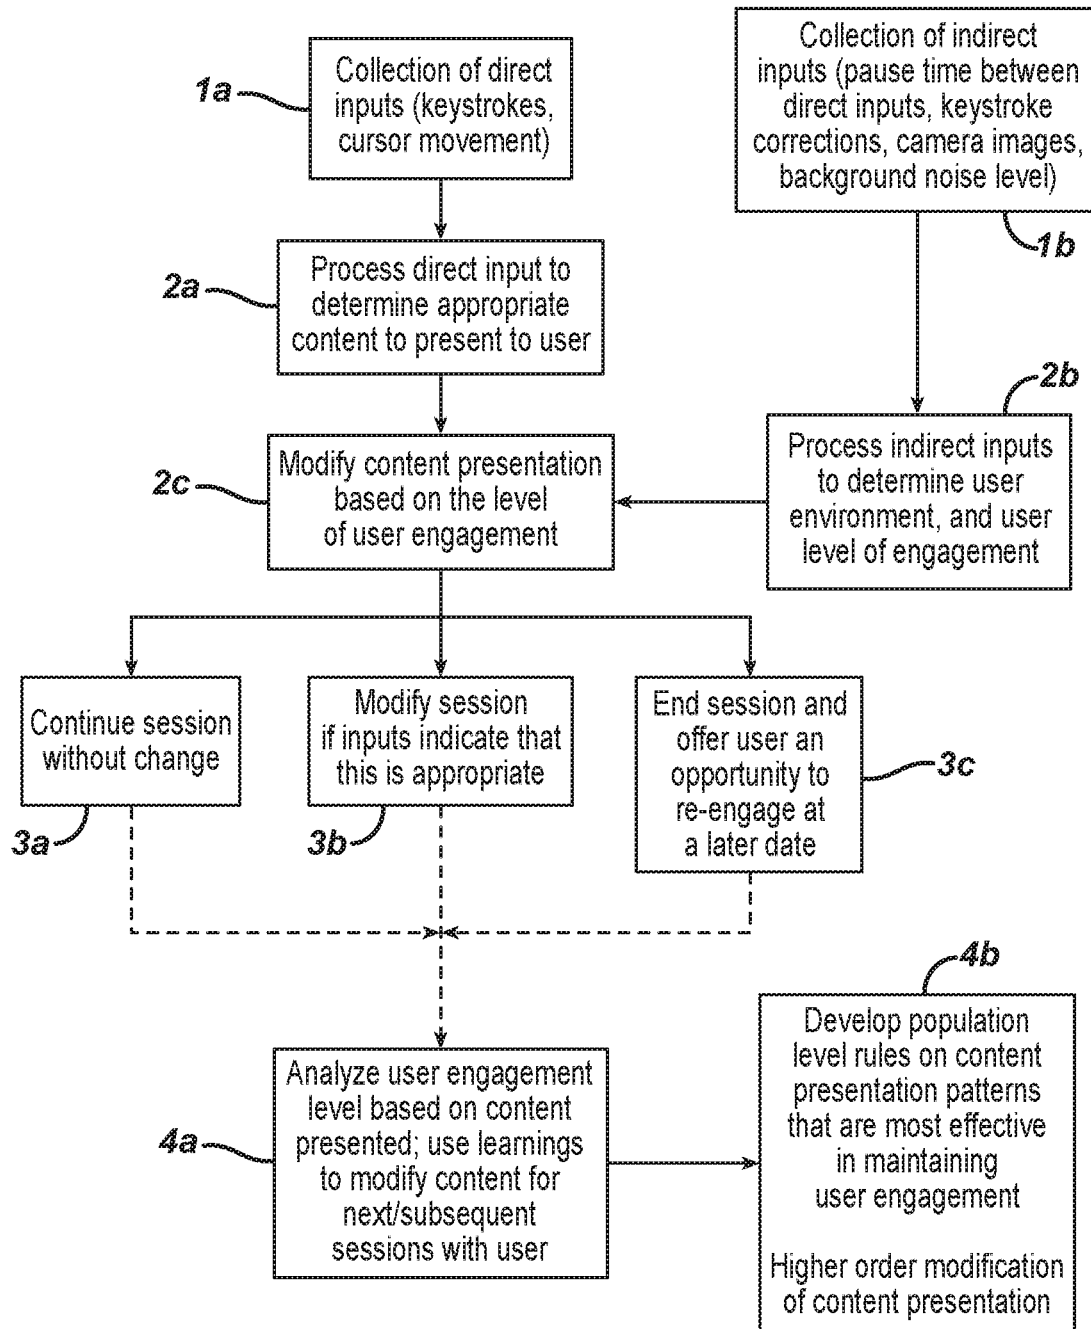 1a
Collection of direct
inputs (keystrokes,
cursor movement)
Collection of indirect
inputs (pause time between
direct inputs, keystroke
corrections, camera images,
background noise level)
1b
2a
Process direct input to
determine appropriate
content to present to user
2b
Process indirect inputs
to determine user
environment, and user
level of engagement
2c
Modify content presentation
based on the level
of user engagement
Continue session
without change
3a
Modify session
if inputs indicate that
this is appropriate
3b
End session and
offer user an
opportunity to
re-engage at
a later date
3c
4a
Analyze user engagement
level based on content
presented; use learnings
to modify content for
next/subsequent
sessions with user
4b
Develop population
level rules on content
presentation patterns
that are most effective
in maintaining
user engagement
Higher order modification
of content presentation